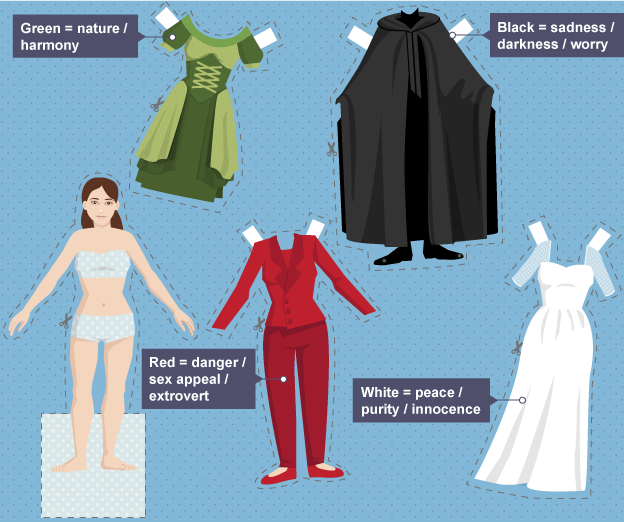 Green = nature /
harmony
Black = sadness /
darkness / worry
Red = danger /
sex appeal /
extrovert
White = peace /
purity / innocence